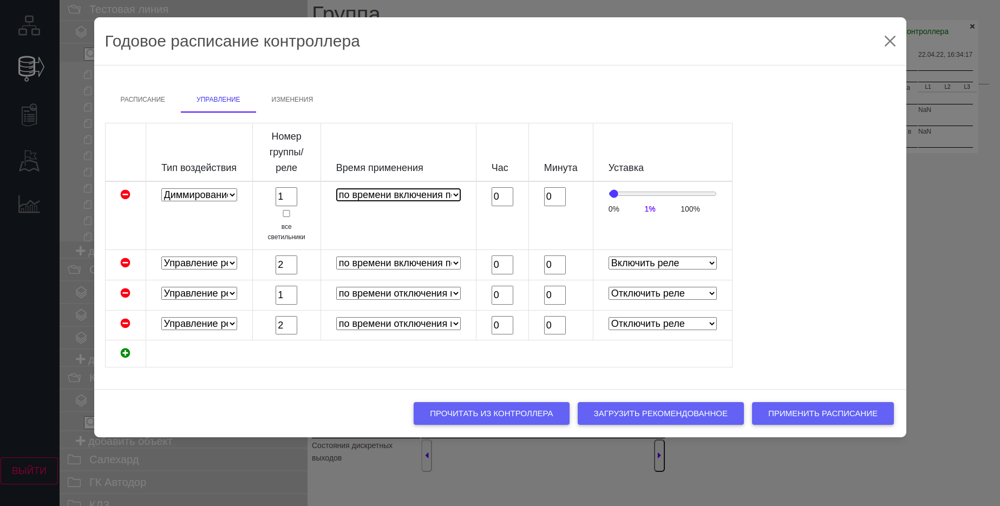 Тестовая линия
Группа
Годовое расписание контроллера
контроллера
22.04.22, 16:34:17
L1 L2 L3
NaN
в NaN
РАСПИСАНИЕ УПРАВЛЕНИЕ ИЗМЕНЕНИЯ
Тип воздействия Номер группы/ реле Время применения Час Минута Уставка
Диммировани 1 по времени включения п 0 0
0% 1% 100%
все
светильники
Управление ре 2 по времени включения п 0 0 Включить реле
Управление ре 1 по времени отключения 0 0 Отключить реле
Управление ре 2 по времени отключения 0 0 Отключить реле
ПРОЧИТАТЬ ИЗ КОНТРОЛЛЕРА ЗАГРУЗИТЬ РЕКОМЕНДОВАННОЕ ПРИМЕНИТЬ РАСПИСАНИЕ
добавить объект
Состояния дискретных
выходов
Салехард
ВЫЙТИ
ГК Автодор
КДЗ